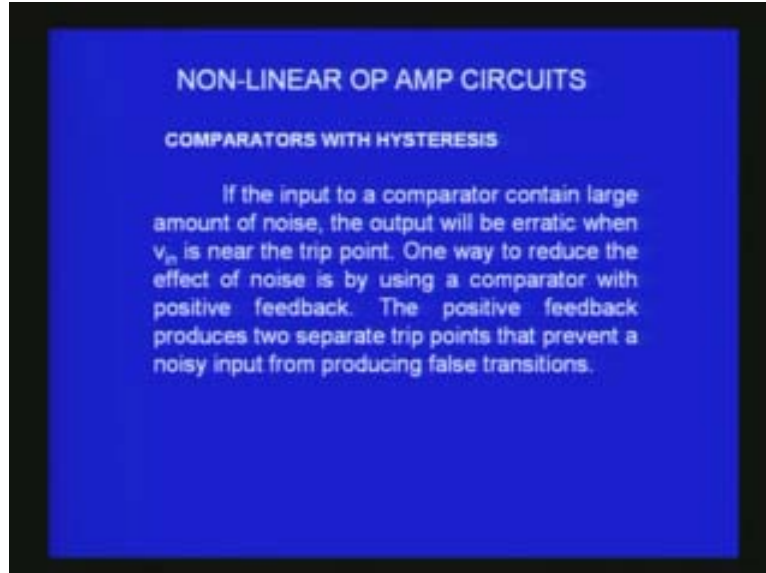 NON-LINEAR OP AMP CIRCUITS
COMPARATORS WITH HYSTERESIS
If the input to a comparator contain large
amount of noise, the output will be erratic when
v_in is near the trip point. One way to reduce the
effect of noise is by using a comparator with
positive feedback. The positive feedback
produces two separate trip points that prevent a
noisy input from producing false transitions.